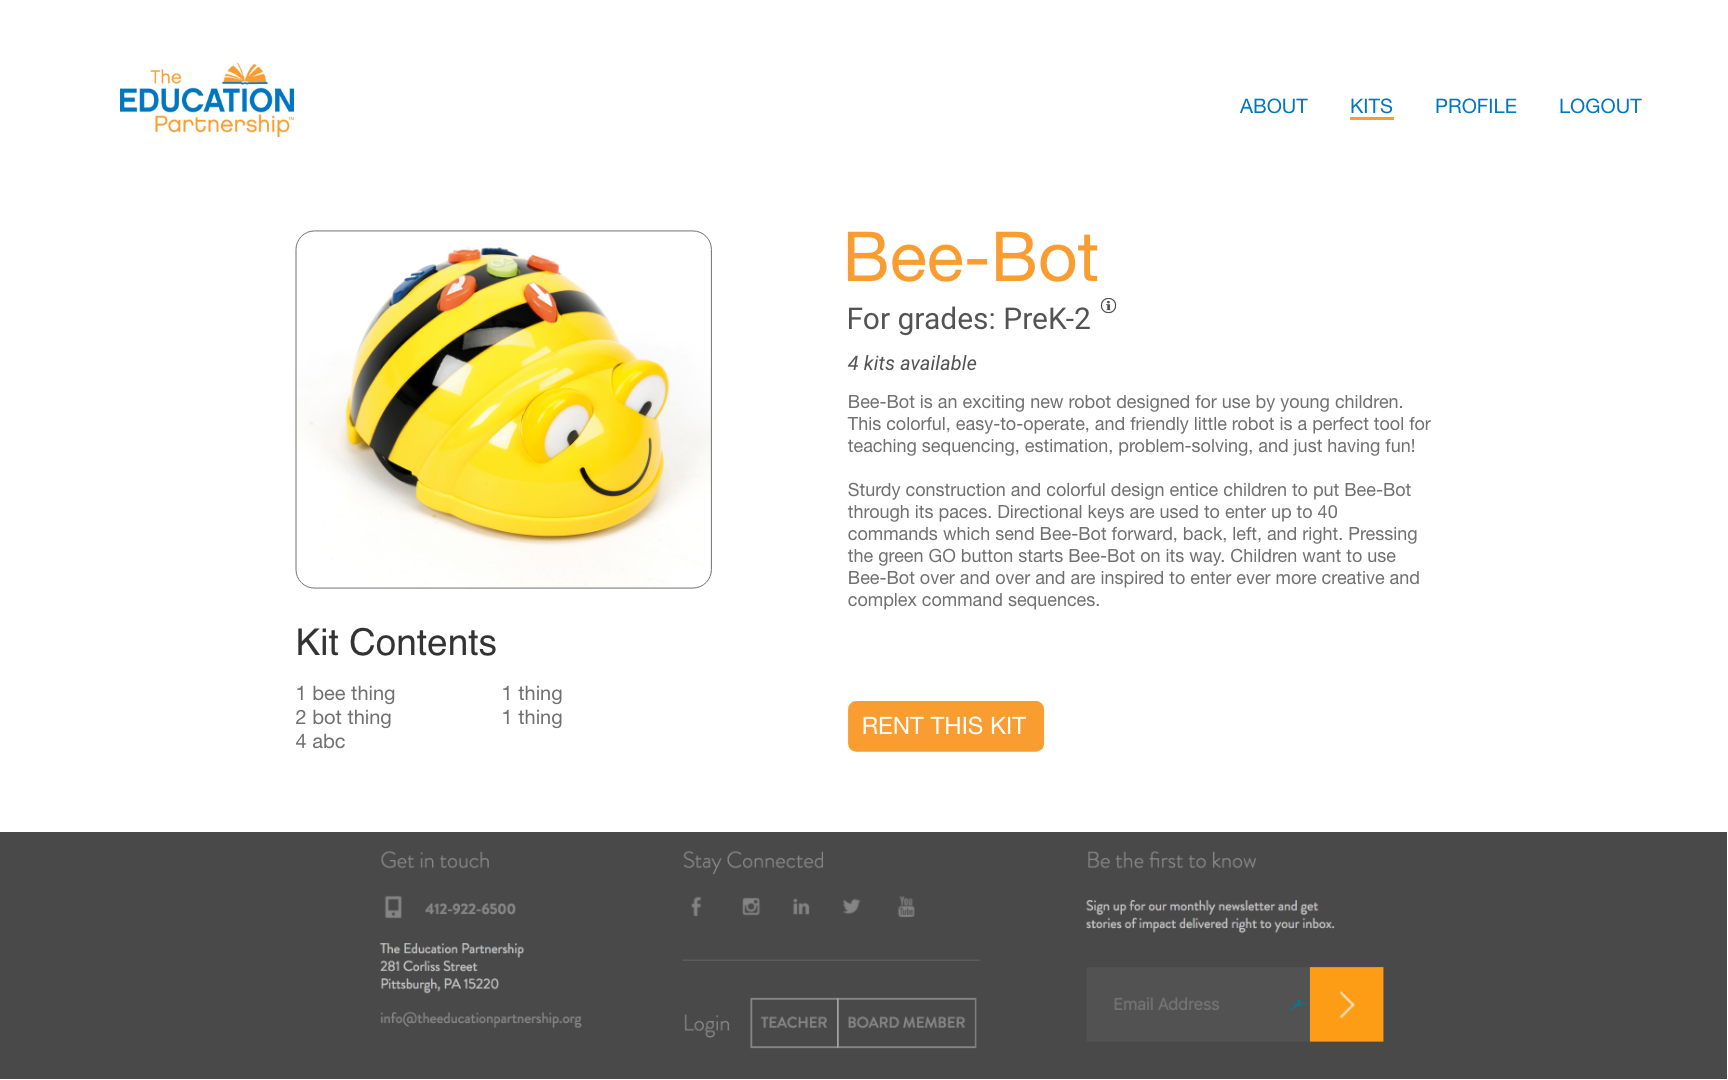 The
EDUCATION
Partnership™
ABOUT
KITS
PROFILE
LOGOUT
Bee-Bot
For grades: PreK-2
4 kits available
Bee-Bot is an exciting new robot designed for use by young children.
This colorful, easy-to-operate, and friendly little robot is a perfect tool for
teaching sequencing, estimation, problem-solving, and just having fun!
Sturdy construction and colorful design entice children to put Bee-Bot
through its paces. Directional keys are used to enter up to 40
commands which send Bee-Bot forward, back, left, and right. Pressing
the green GO button starts Bee-Bot on its way. Children want to use
Bee-Bot over and over and are inspired to enter ever more creative and
complex command sequences.
Kit Contents
1 bee thing
2 bot thing
4 abc
1 thing
1 thing
RENT THIS KIT
Get in touch
412-922-6500
The Education Partnership
281 Corliss Street
Pittsburgh, PA 15220
info@theeducationpartnership.org
Stay Connected
You
Tube
Login
TEACHER
BOARD MEMBER
Be the first to know
Sign up for our monthly newsletter and get
stories of impact delivered right to your inbox.
Email Address